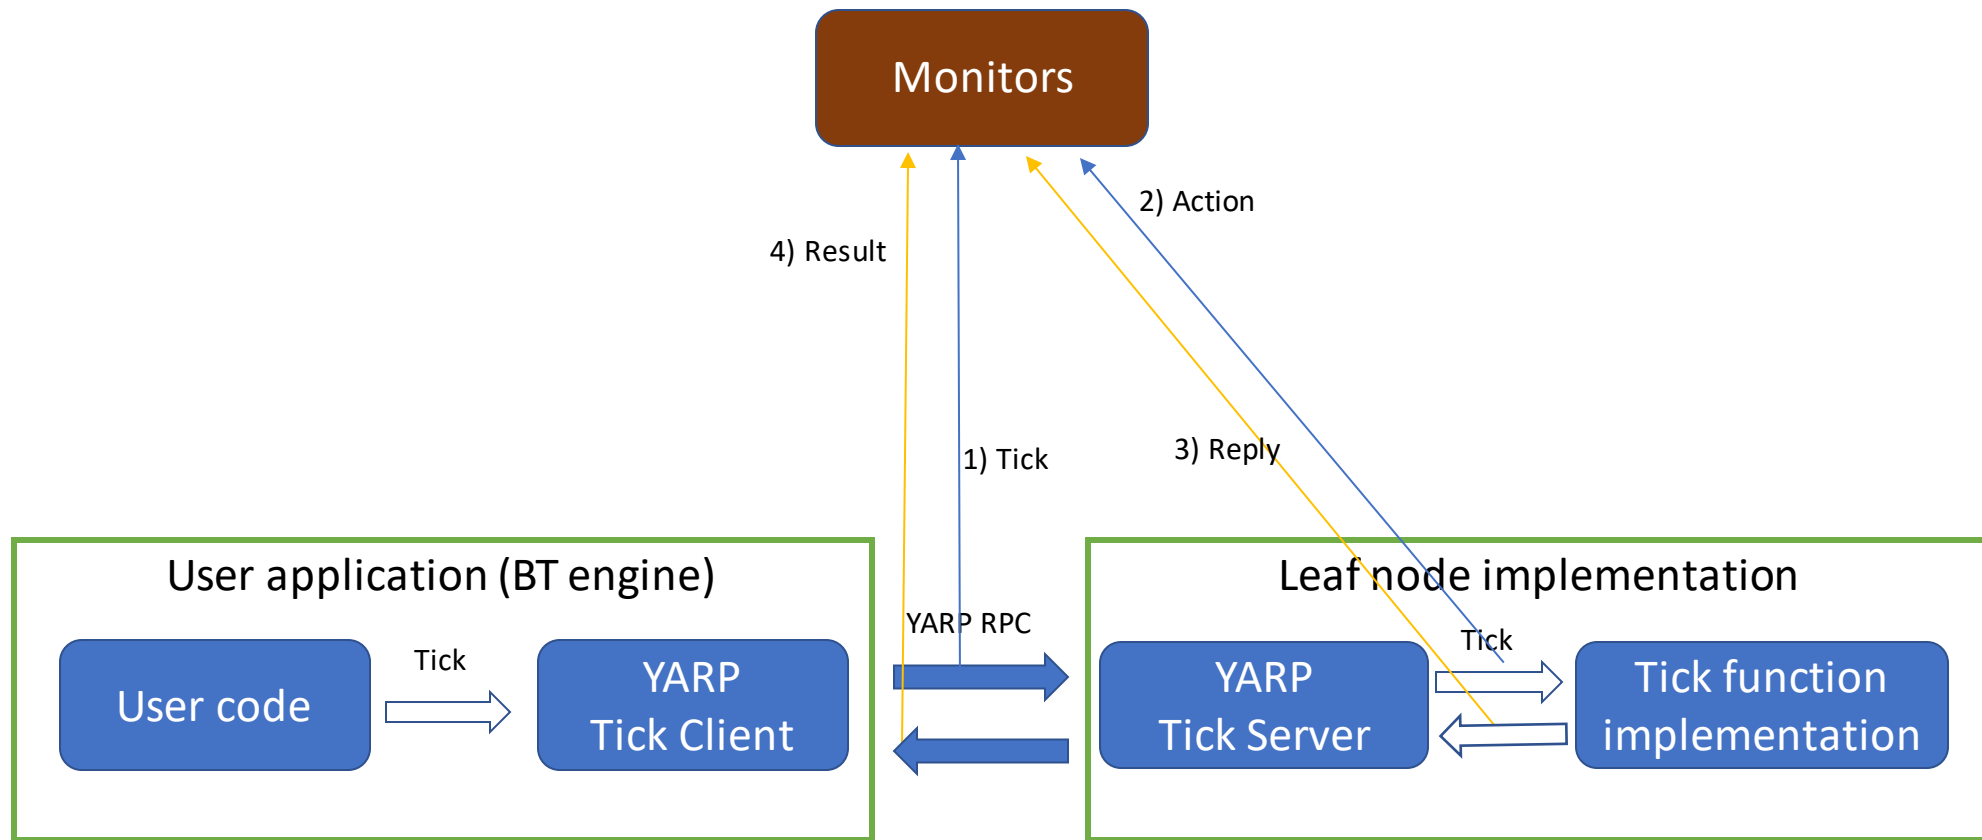 Monitors
2) Action
4) Result
3) Reply
1) Tick
User application (BT engine)
Leaf node implementation
YARP RPC
Tick
Tick
User code
YARP
Tick Client
YARP
Tick Server
Tick function
implementation